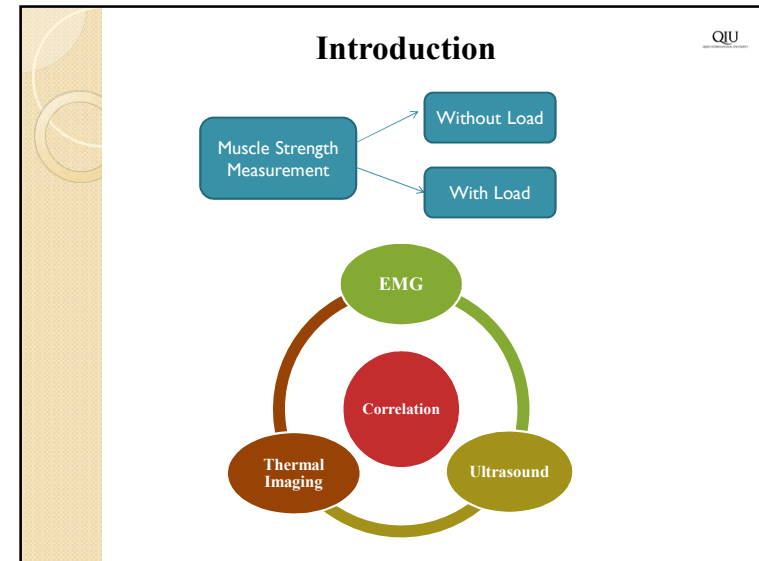 Introduction
QIU
Muscle Strength
Measurement
Without Load
With Load
EMG
Correlation
Thermal
Imaging
Ultrasound